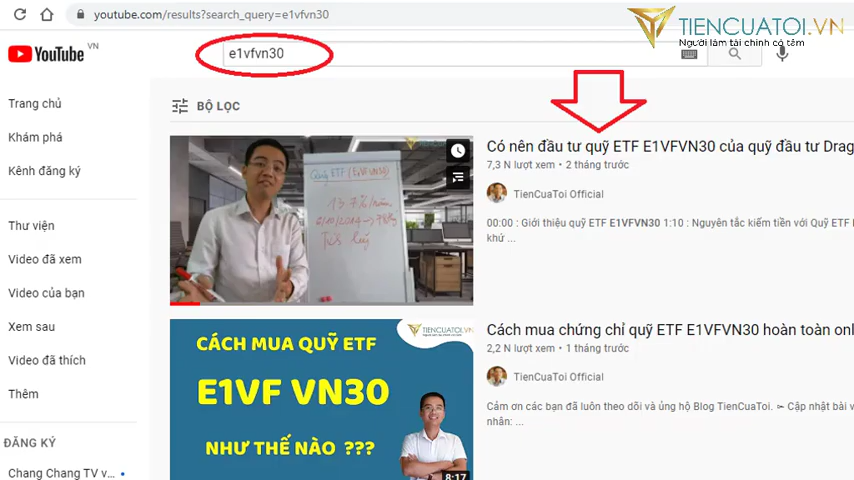 youtube.com/results?search_query=e1vfvn30
TIENCUATOI.VN
Người làm tài chính có tâm
YouTube VN
e1vfvn30
Trang chủ
Khám phá
Kênh đăng ký
Thư viện
Video đã xem
Video của bạn
Xem sau
Video đã thích
Thêm
ĐĂNG KÝ
Chang Chang TV v...
BỘ LỌC
Quỹ ETF (E1VFVN30)
13.7%/năm
Có nên đầu tư quỹ ETF E1VFVN30 của quỹ đầu tư Drag
7,3 N lượt xem • 2 tháng trước
TienCuaToi Official
00:00 : Giới thiệu quỹ ETF E1VFVN30 1:10 : Nguyên tắc kiếm tiền với Quỹ ETF
khứ ...
TIENCUATOI.VN
CÁCH MUA QUỸ ETF
E1VF VN30
NHƯ THẾ NÀO ???
8:17
Cách mua chứng chỉ quỹ ETF E1VFVN30 hoàn toàn onl
2,2 N lượt xem • 1 tháng trước
TienCuaToi Official
Cảm ơn các bạn đã luôn theo dõi và ủng hộ Blog TienCuaToi. ➣ Cập nhật bài v
nhân: ...